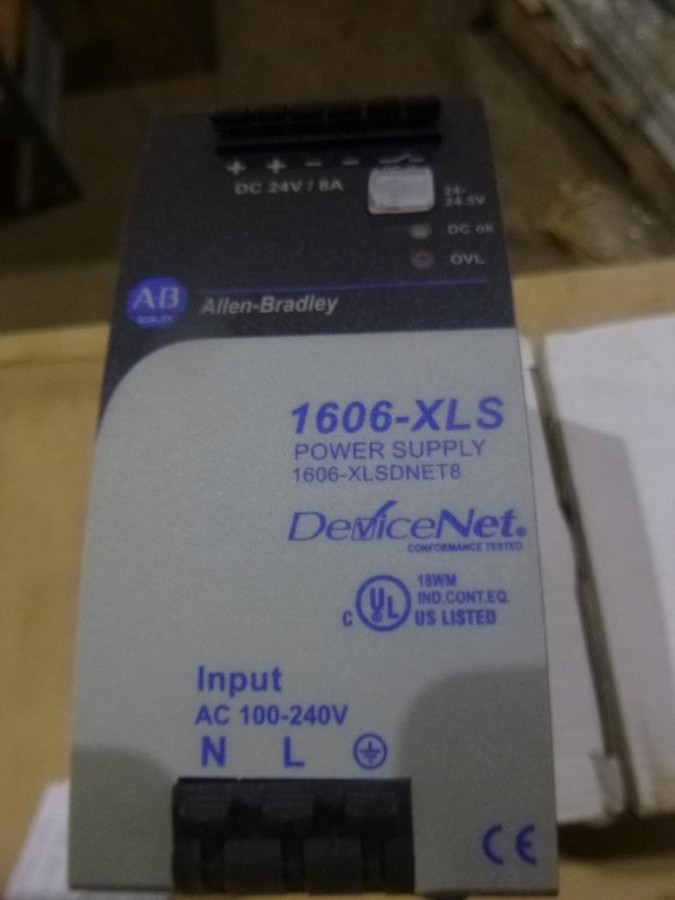 + + - -
DC 24V / 8A
24-
24.5V
DC OK
OVL
AB
Allen-Bradley
1606-XLS
POWER SUPPLY
1606-XLSDNET8
DeviceNet®
CONFORMANCE TESTED
18WM
IND.CONT.EQ.
C UL US LISTED
Input
AC 100-240V
N L
CE